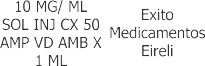 10 MG/ ML
SOL INJ CX 50
AMP VD AMB X
1 ML
Exito
Medicamentos
Eireli